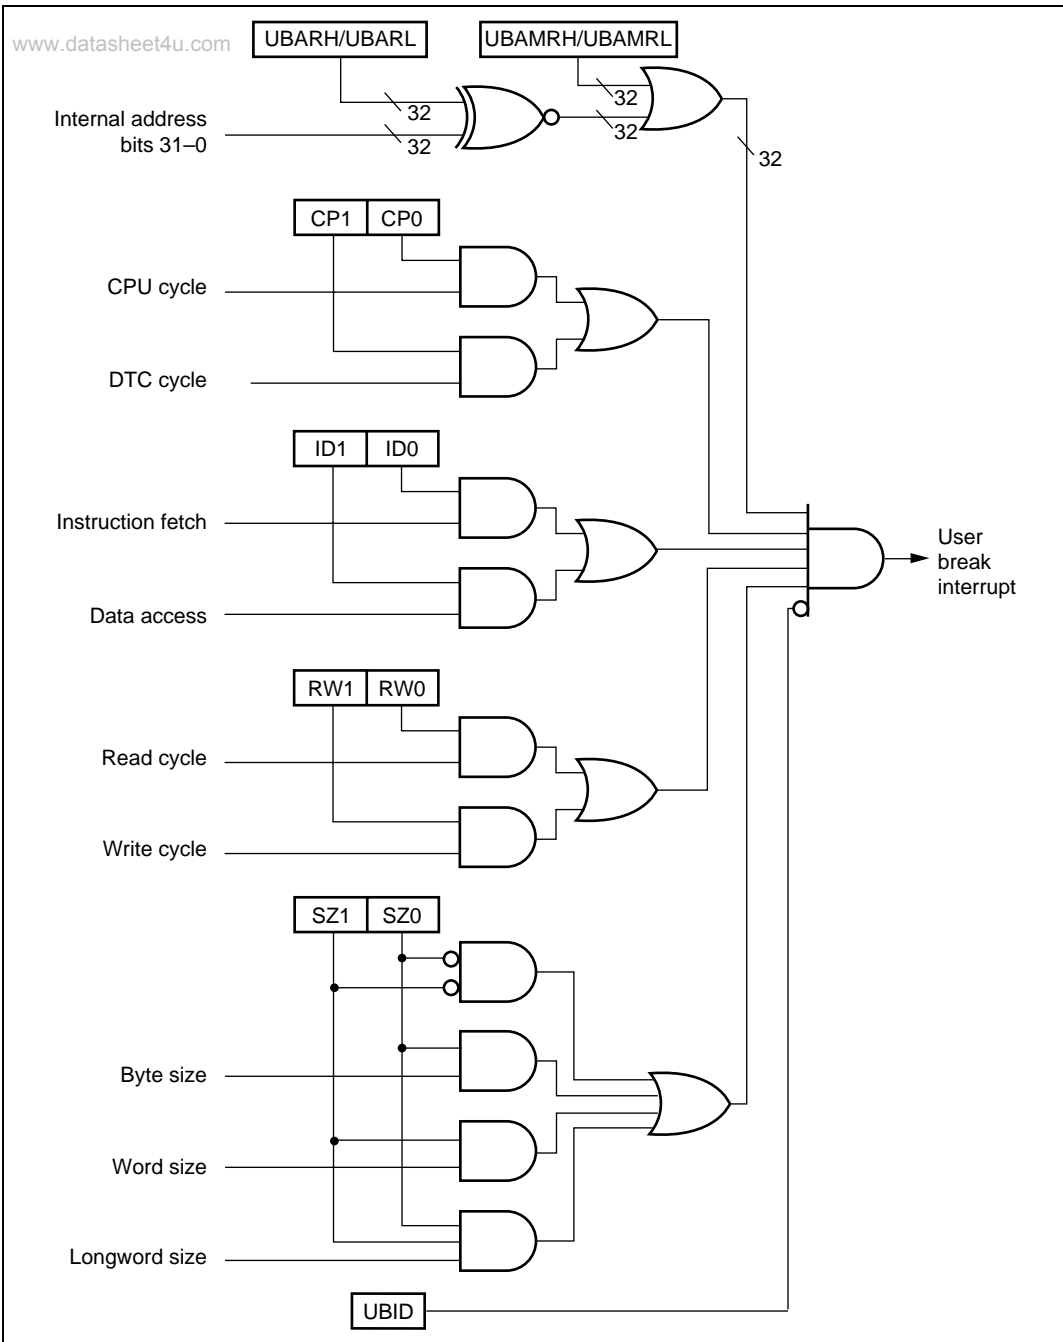 www.datasheet4u.com
UBARH/UBARL
UBAMRH/UBAMRL
32
32
32
32
32
Internal address
bits 31–0
CP1 CP0
CPU cycle
DTC cycle
ID1 ID0
Instruction fetch
Data access
User
break
interrupt
RW1 RW0
Read cycle
Write cycle
SZ1 SZ0
Byte size
Word size
Longword size
UBID